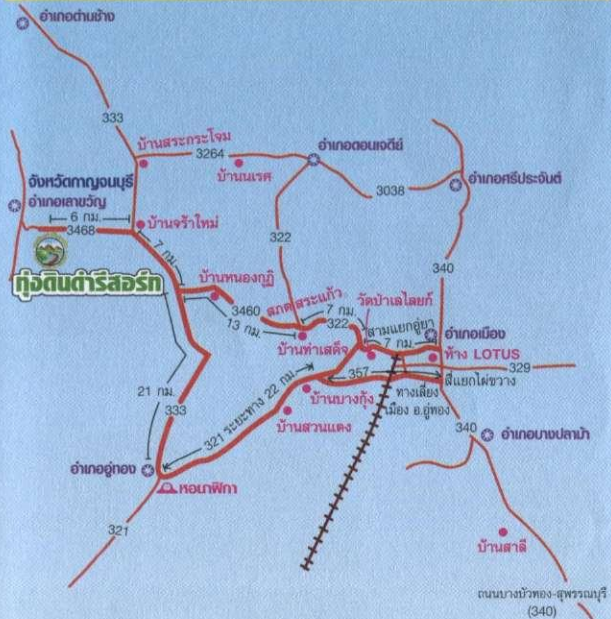 อำเภอด่านช้าง
333
บ้านสระกระโจม
3264
บ้านนเรศ
อำเภอดอนเจดีย์
3038
อำเภอศรีประจันต์
จังหวัดกาญจนบุรี
อำเภอเลาขวัญ
6 กม.
3468
บ้านจร้าใหม่
ทุ่งดินดำรีสอร์ท
7 กม.
322
340
บ้านหนองกุฏิ
3460
13 กม.
สภต.สระแก้ว
7 กม.
322
วัดป่าเลไลยก์
สามแยกอู่ยา
7 กม.
อำเภอเมือง
ห้าง LOTUS
329
บ้านท่าเสด็จ
357
สี่แยกไผ่ขวาง
ทางเลี่ยง
เมือง อ.อู่ทอง
21 กม.
333
321 ระยะทาง 22 กม.
บ้านบางกุ้ง
บ้านสวนแตง
340
อำเภอบางปลาม้า
อำเภออู่ทอง
หอนาฬิกา
321
บ้านสาลี
ถนนบางบัวทอง-สุพรรณบุรี
(340)